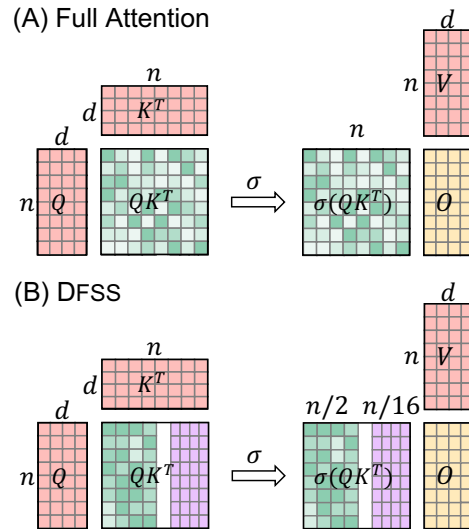 (A) Full Attention
d
n
n
V
d
K^T
n
d
n
Q
QK^T
σ
σ(QK^T)
O
(B) DFSS
d
n
n
V
d
K^T
d
n/2
n/16
n
Q
QK^T
σ
σ(QK^T)
O